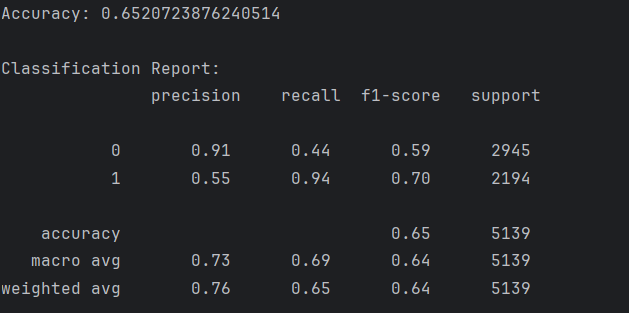 Accuracy: 0.6520723876240514
Classification Report:
precision recall f1-score support
0 0.91 0.44 0.59 2945
1 0.55 0.94 0.70 2194
accuracy 0.65 5139
macro avg 0.73 0.69 0.64 5139
weighted avg 0.76 0.65 0.64 5139